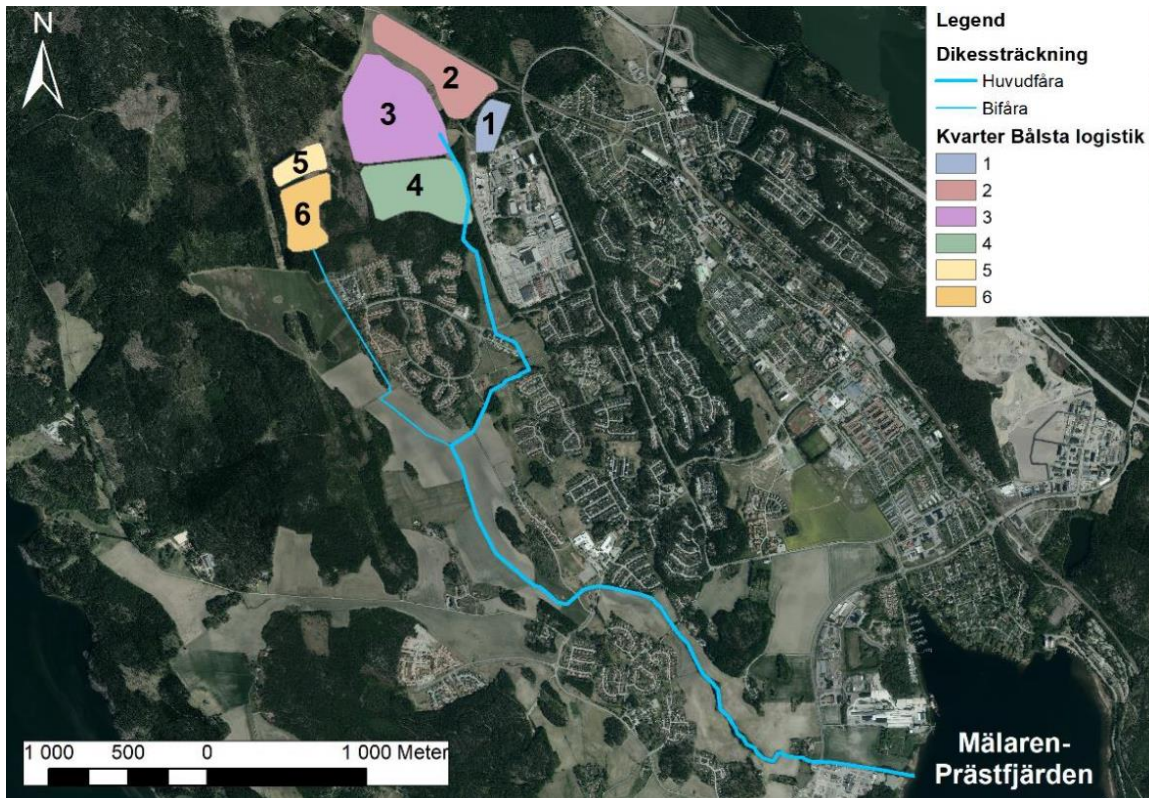 N
Legend
Dikessträckning
Huvudfåra
Bifåra
Kvarter Bålsta logistik
1
2
3
4
5
6
2
3
1
5
4
6
1 000 500 0 1 000 Meter
Mälaren-
Prästfjärden